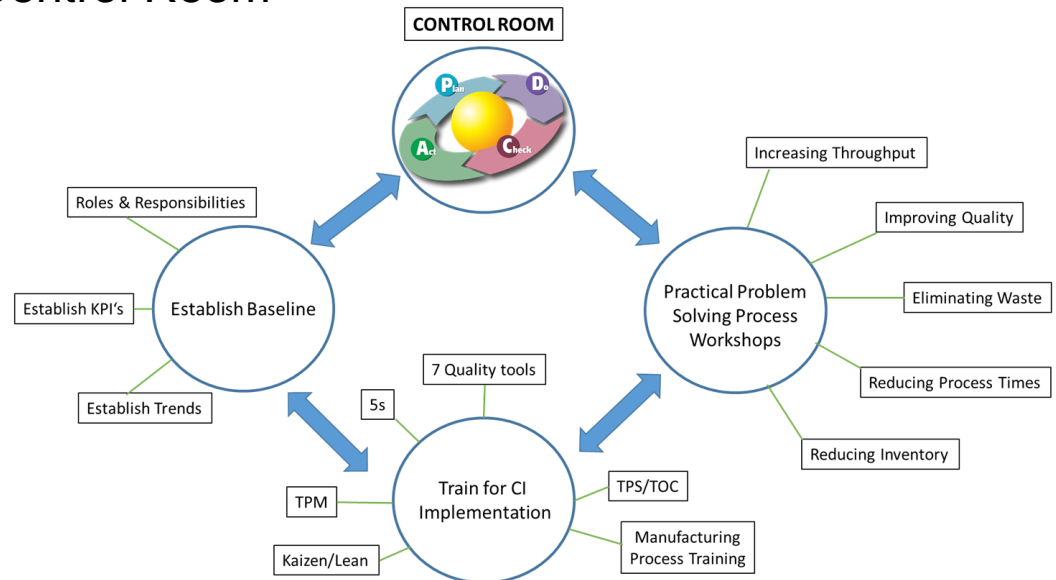 Control Room
CONTROL ROOM
Plan
Do
Act
Check
Increasing Throughput
Roles & Responsibilities
Improving Quality
Establish KPI‘s
Establish Baseline
Practical Problem
Solving Process
Workshops
Eliminating Waste
7 Quality tools
Reducing Process Times
Establish Trends
5s
Reducing Inventory
TPM
Train for CI
Implementation
TPS/TOC
Kaizen/Lean
Manufacturing
Process Training